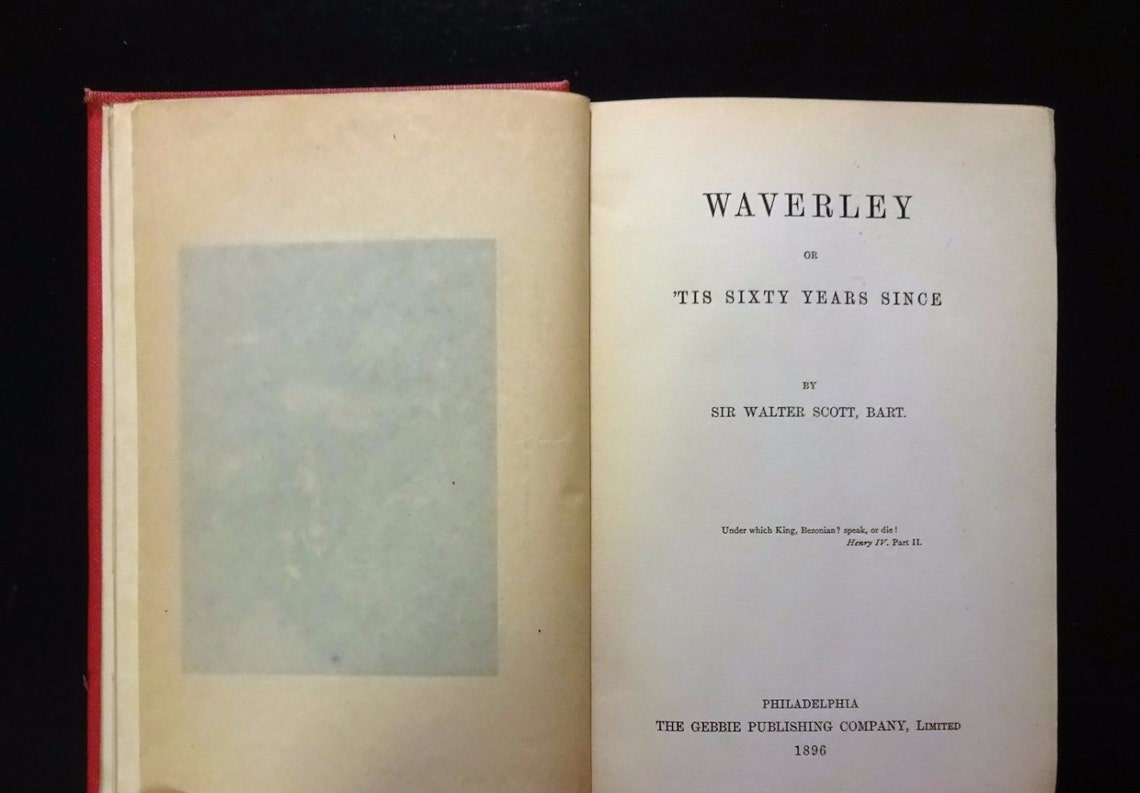 WAVERLEY
OR
'TIS SIXTY YEARS SINCE
BY
SIR WALTER SCOTT, BART.
Under which King, Bezonian? speak, or die!
Henry IV. Part II.
PHILADELPHIA
THE GEBBIE PUBLISHING COMPANY, LIMITED
1896